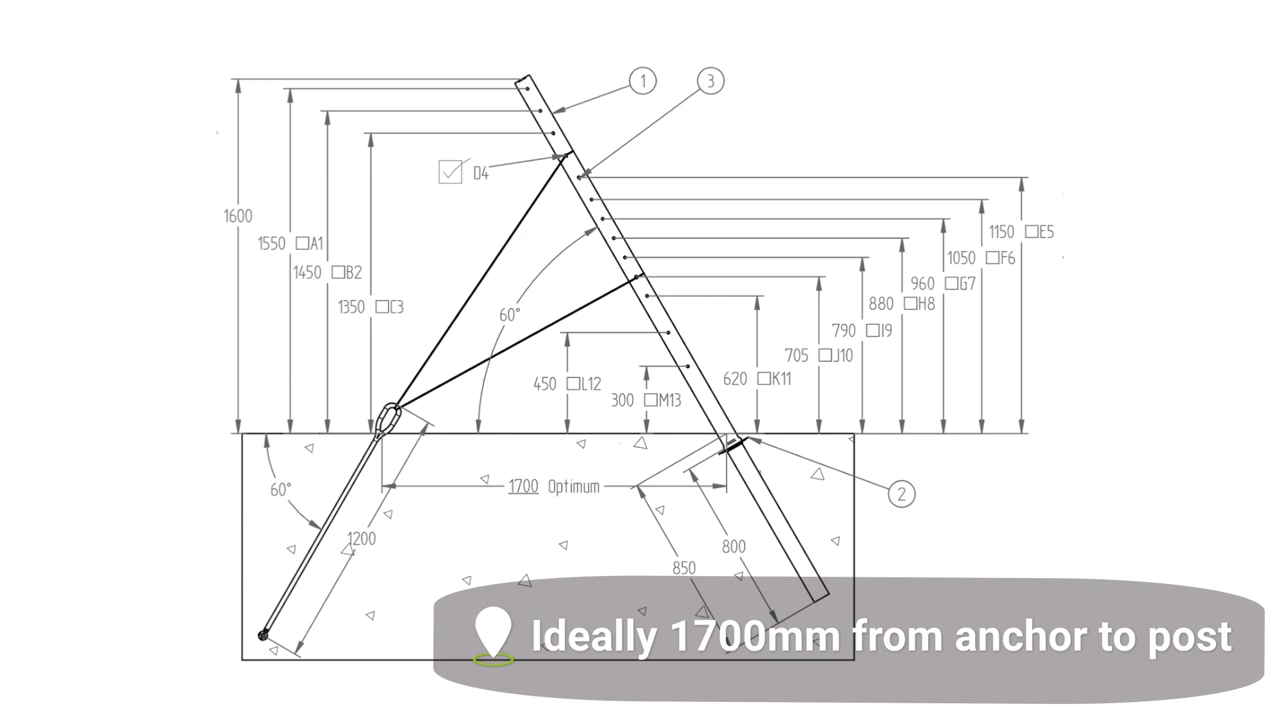 1
3
D4
1600
1550 □A1
1450 □B2
1350 □C3
1150 □E5
1050 □F6
960 □G7
880 □H8
790 □I9
705 □J10
620 □K11
450 □L12
300 □M13
60°
60°
1700 Optimum
2
1200
800
850
Ideally 1700mm from anchor to post